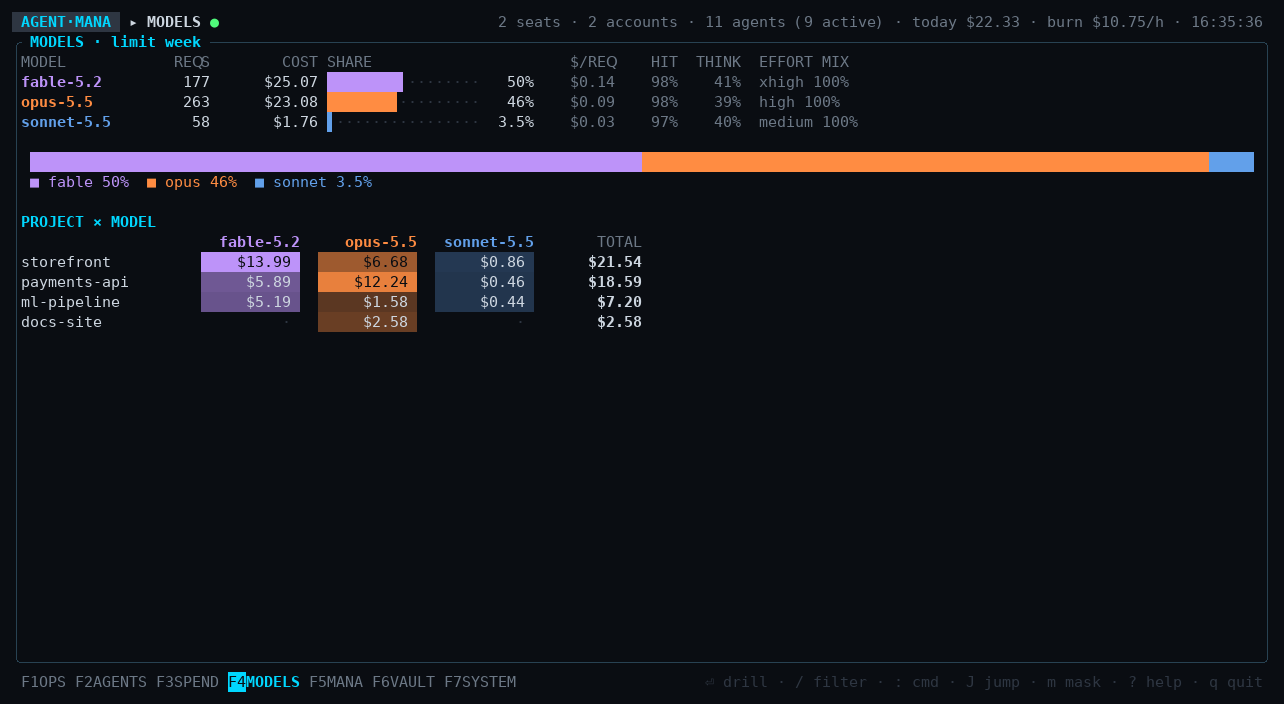 AGENT·MANA ▸ MODELS ● 2 seats · 2 accounts · 11 agents (9 active) · today $22.33 · burn $10.75/h · 16:35:36
MODELS · limit week
MODEL REQS COST SHARE $/REQ HIT THINK EFFORT MIX
fable-5.2 177 $25.07 50% $0.14 98% 41% xhigh 100%
opus-5.5 263 $23.08 46% $0.09 98% 39% high 100%
sonnet-5.5 58 $1.76 3.5% $0.03 97% 40% medium 100%
■ fable 50% ■ opus 46% ■ sonnet 3.5%
PROJECT × MODEL
fable-5.2 opus-5.5 sonnet-5.5 TOTAL
storefront $13.99 $6.68 $0.86 $21.54
payments-api $5.89 $12.24 $0.46 $18.59
ml-pipeline $5.19 $1.58 $0.44 $7.20
docs-site · $2.58 · $2.58
F1OPS F2AGENTS F3SPEND F4MODELS F5MANA F6VAULT F7SYSTEM ⏎ drill · / filter · : cmd · J jump · m mask · ? help · q quit